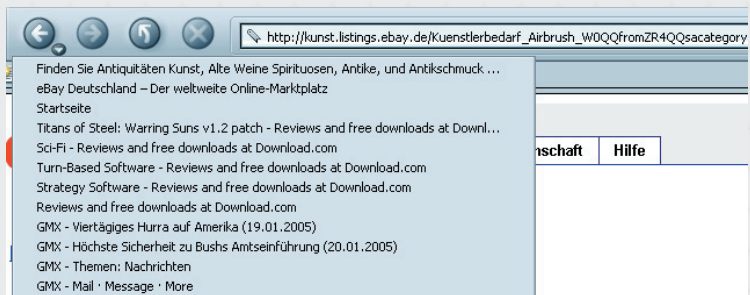 http://kunst.listings.ebay.de/Kuenstlerbedarf_Airbrush_W0QQfromZR4QQsacategory
Finden Sie Antiquitäten Kunst, Alte Weine Spirituosen, Antike, und Antikschmuck ...
eBay Deutschland – Der weltweite Online-Marktplatz
Startseite
Titans of Steel: Warring Suns v1.2 patch - Reviews and free downloads at Downl...
Sci-Fi - Reviews and free downloads at Download.com
nschaft Hilfe
Turn-Based Software - Reviews and free downloads at Download.com
Strategy Software - Reviews and free downloads at Download.com
Reviews and free downloads at Download.com
GMX - Viertägiges Hurra auf Amerika (19.01.2005)
GMX - Höchste Sicherheit zu Bushs Amtseinführung (20.01.2005)
GMX - Themen: Nachrichten
GMX - Mail · Message · More